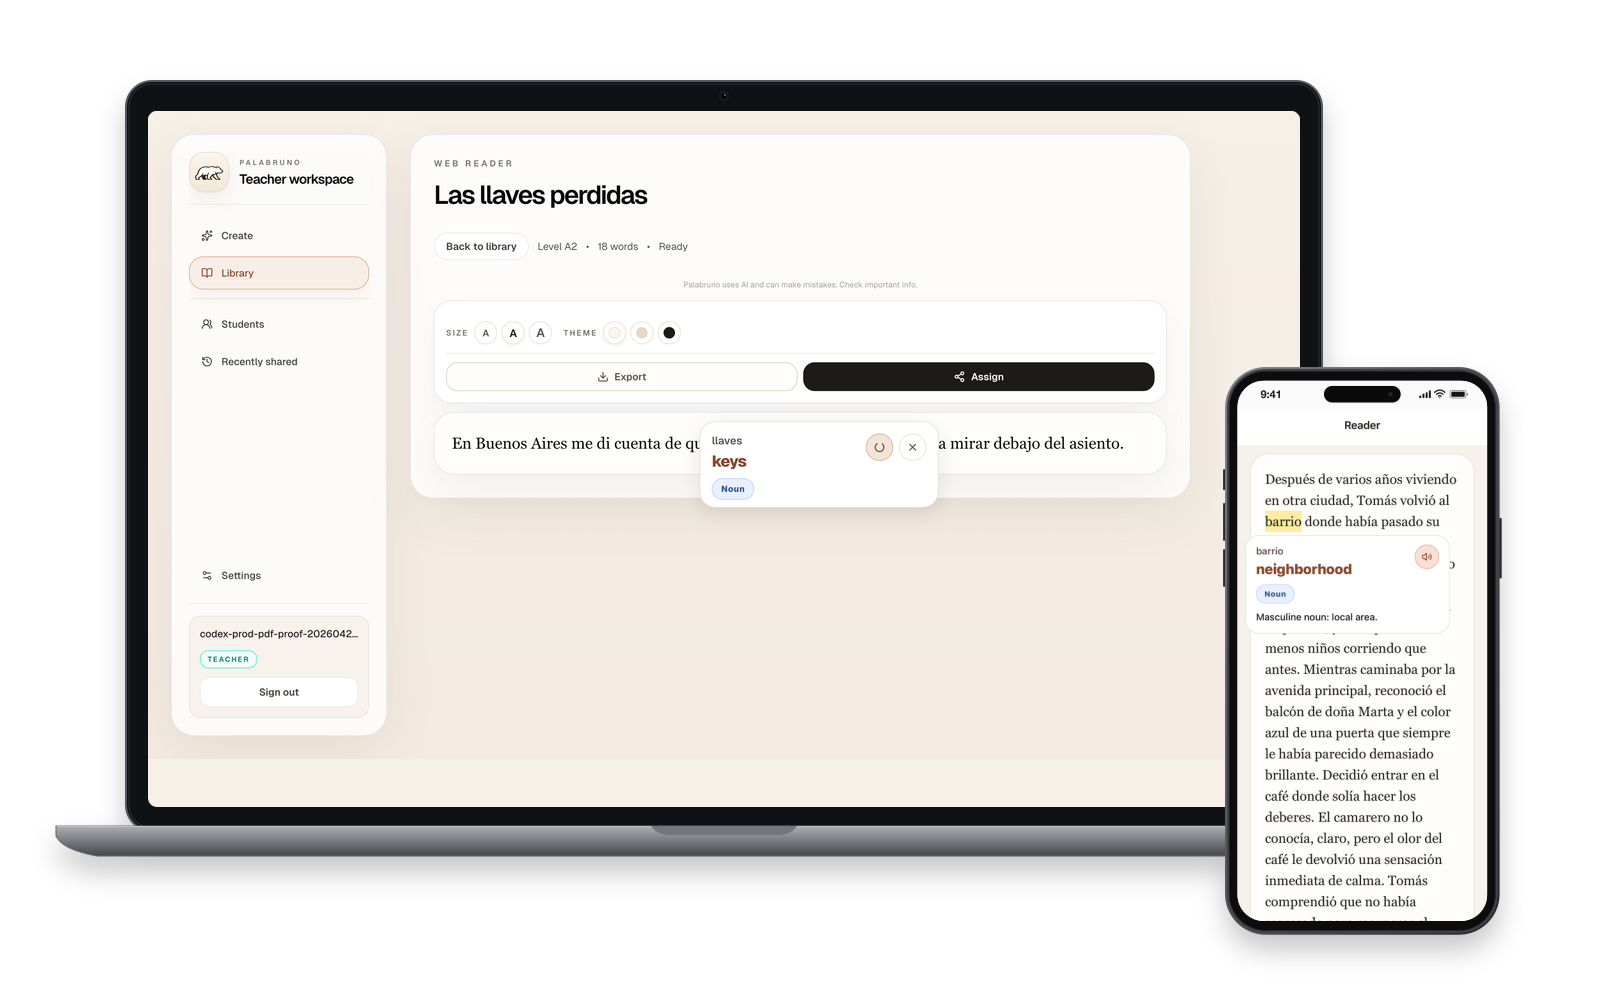 PALABRUNO
Teacher workspace
Create
Library
Students
Recently shared
Settings
codex-prod-pdf-proof-2026042...
TEACHER
Sign out
WEB READER
Las llaves perdidas
Back to library Level A2 • 18 words • Ready
Palabruno uses AI and can make mistakes. Check important info.
SIZE A A A THEME
Export Assign
En Buenos Aires me di cuenta de qu a mirar debajo del asiento.
llaves
keys
Noun
9:41
Reader
Después de varios años viviendo
en otra ciudad, Tomás volvió al
barrio donde había pasado su
barrio
neighborhood
Noun
Masculine noun: local area.
menos niños corriendo que
antes. Mientras caminaba por la
avenida principal, reconoció el
balcón de doña Marta y el color
azul de una puerta que siempre
le había parecido demasiado
brillante. Decidió entrar en el
café donde solía hacer los
deberes. El camarero no lo
conocía, claro, pero el olor del
café le devolvió una sensación
inmediata de calma. Tomás
comprendió que no había